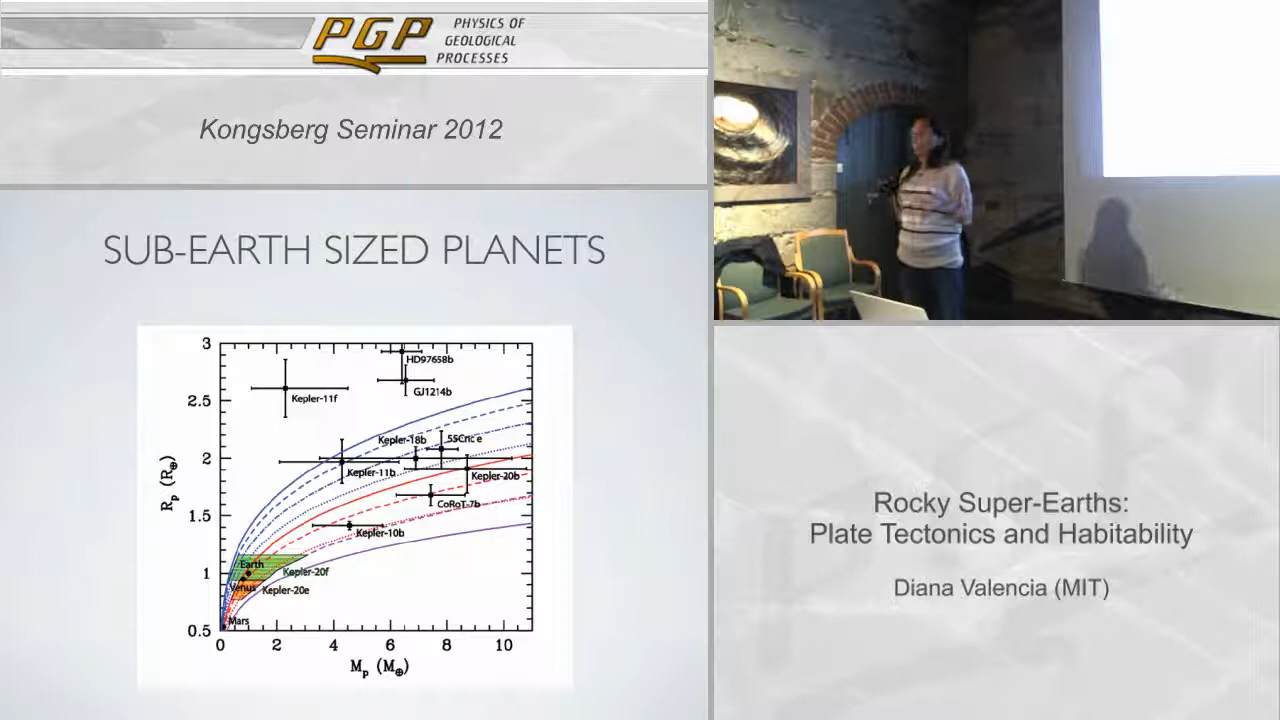 PGP
PHYSICS OF
GEOLOGICAL
PROCESSES
Kongsberg Seminar 2012
SUB-EARTH SIZED PLANETS
3
2.5
2
1.5
1
0.5
Rp (R⊕)
HD97658b
GJ1214b
Kepler-11f
Kepler-18b
55Cnc e
Kepler-11b
Kepler-20b
CoRoT-7b
Kepler-10b
Earth
Kepler-20f
Venus
Kepler-20e
Mars
0 2 4 6 8 10
Mp (M⊕)
Rocky Super-Earths:
Plate Tectonics and Habitability
Diana Valencia (MIT)